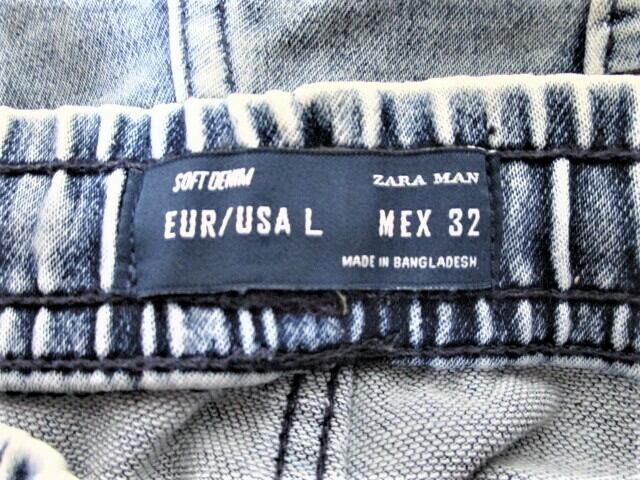 SOFT DENIM ZARA MAN
EUR/USA L MEX 32
MADE IN BANGLADESH